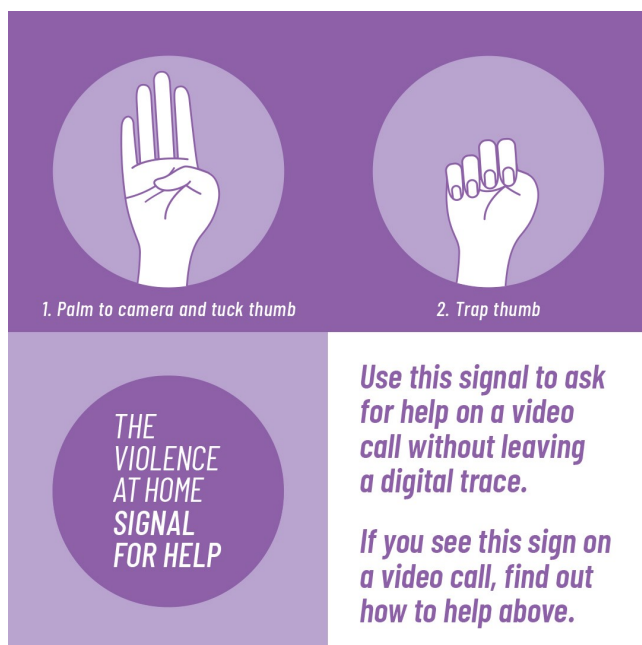 1. Palm to camera and tuck thumb
2. Trap thumb
THE
VIOLENCE
AT HOME
SIGNAL
FOR HELP
Use this signal to ask
for help on a video
call without leaving
a digital trace.
If you see this sign on
a video call, find out
how to help above.